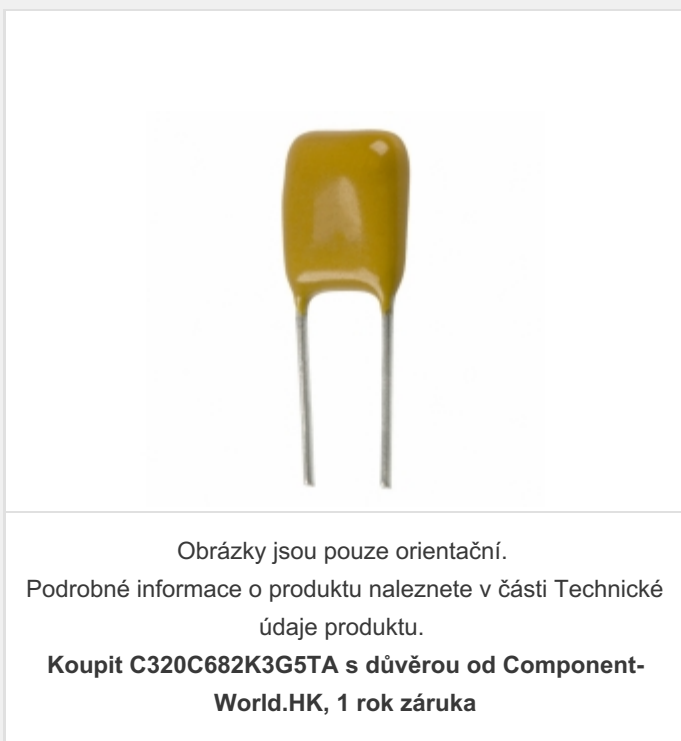 Obrázky jsou pouze orientační.
Podrobné informace o produktu naleznete v části Technické
údaje produktu.
Koupit C320C682K3G5TA s důvěrou od Component-
World.HK, 1 rok záruka